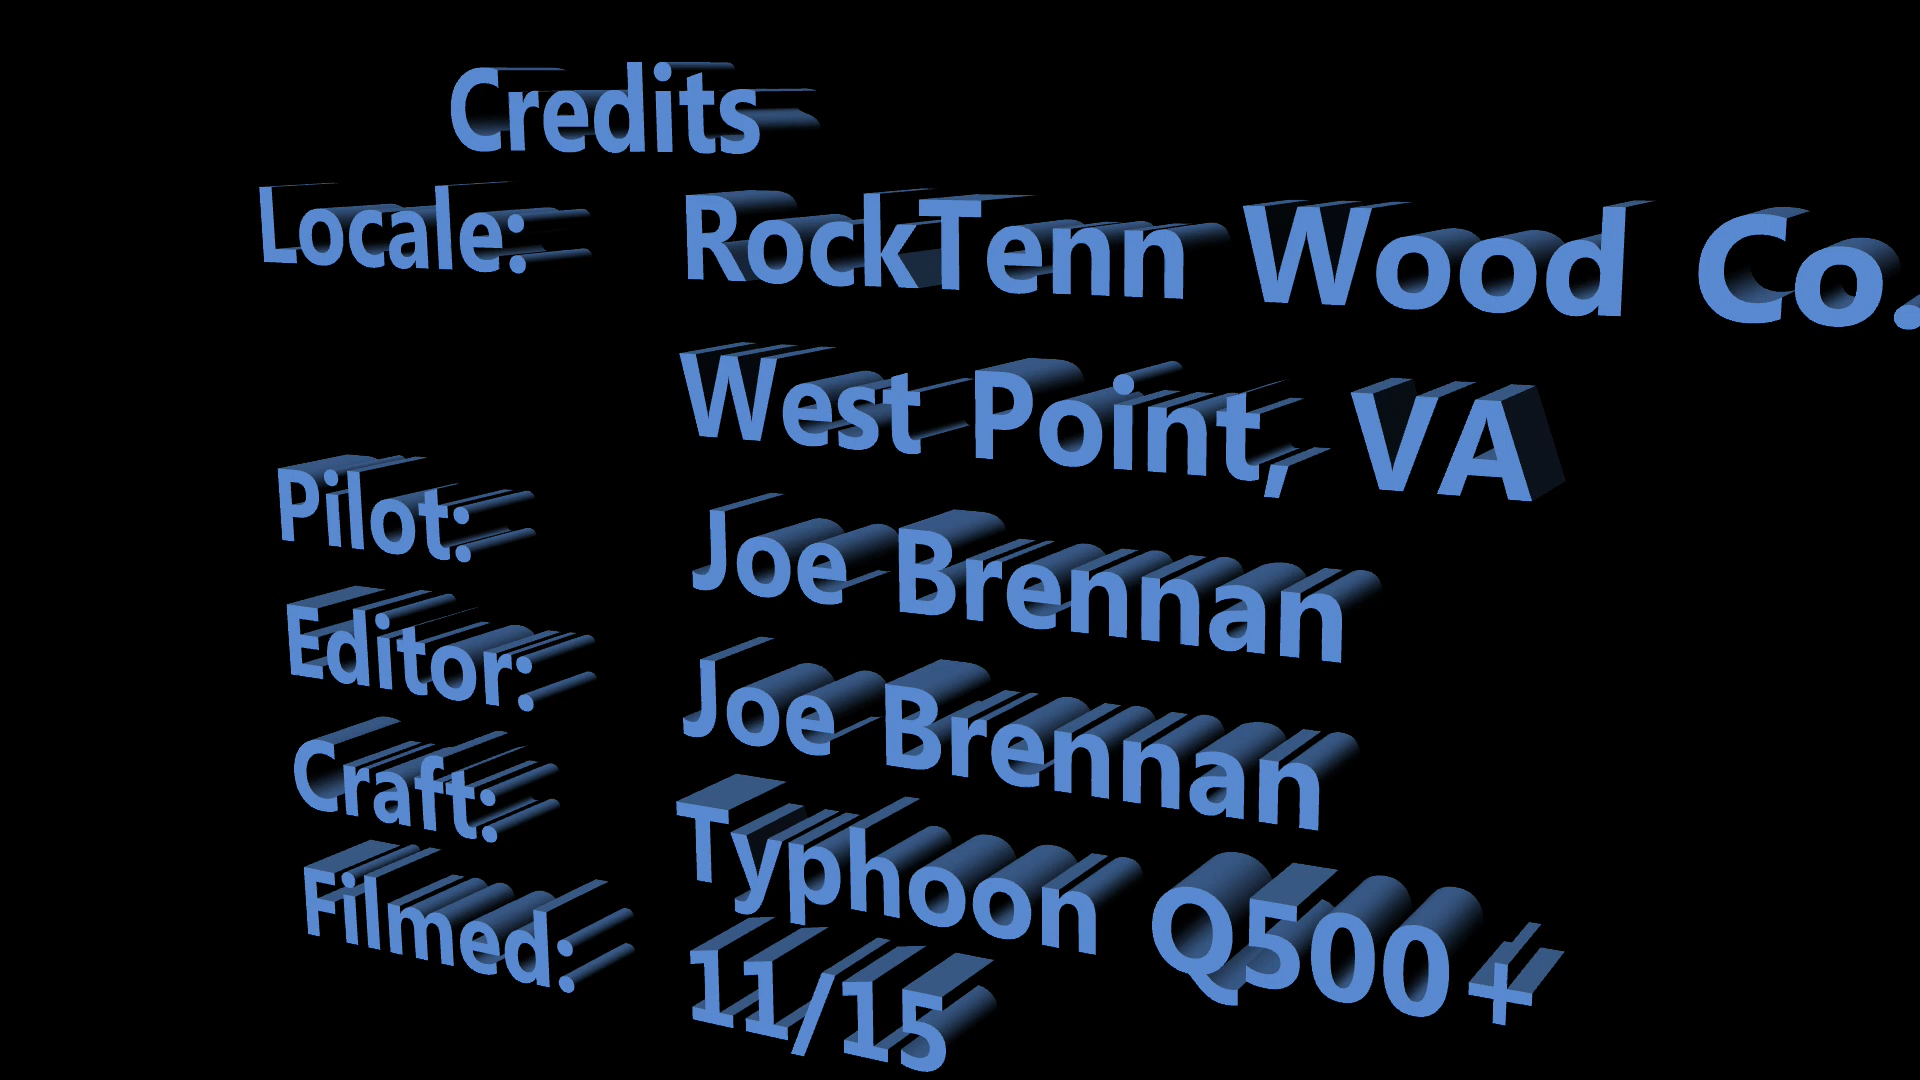 Credits
Locale: RockTenn Wood Co.
West Point, VA
Pilot: Joe Brennan
Editor: Joe Brennan
Craft: Typhoon Q500+
Filmed: 11/15